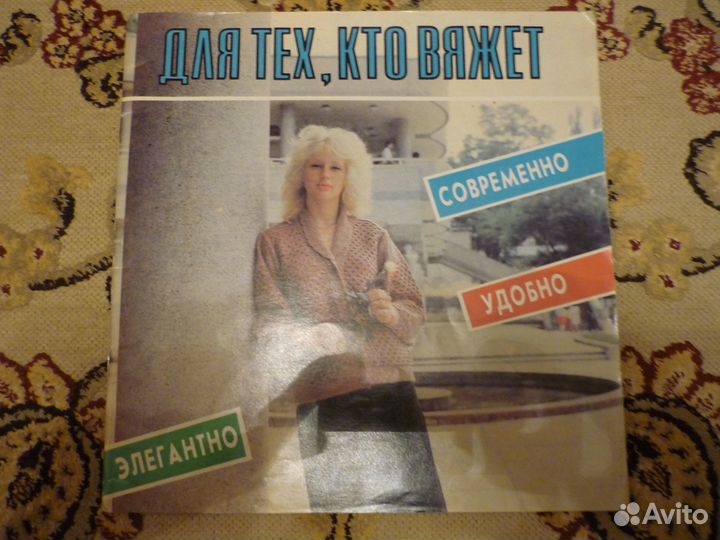 ДЛЯ ТЕХ, КТО ВЯЖЕТ
СОВРЕМЕННО
УДОБНО
ЭЛЕГАНТНО
Avito